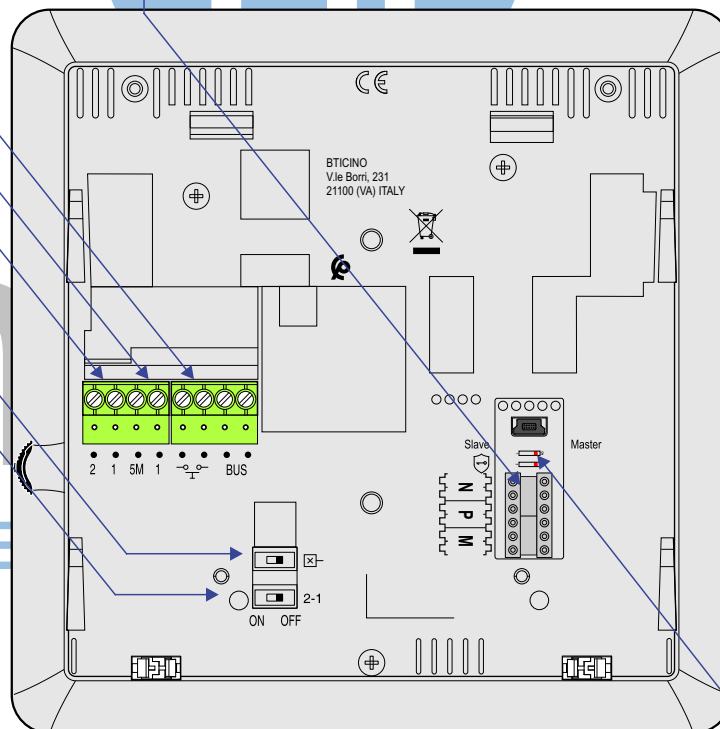 CE
BTICINO
V.le Borri, 231
21100 (VA) ITALY
Slave
Master
2 1 5M 1 BUS
N
P
M
2-1
ON OFF